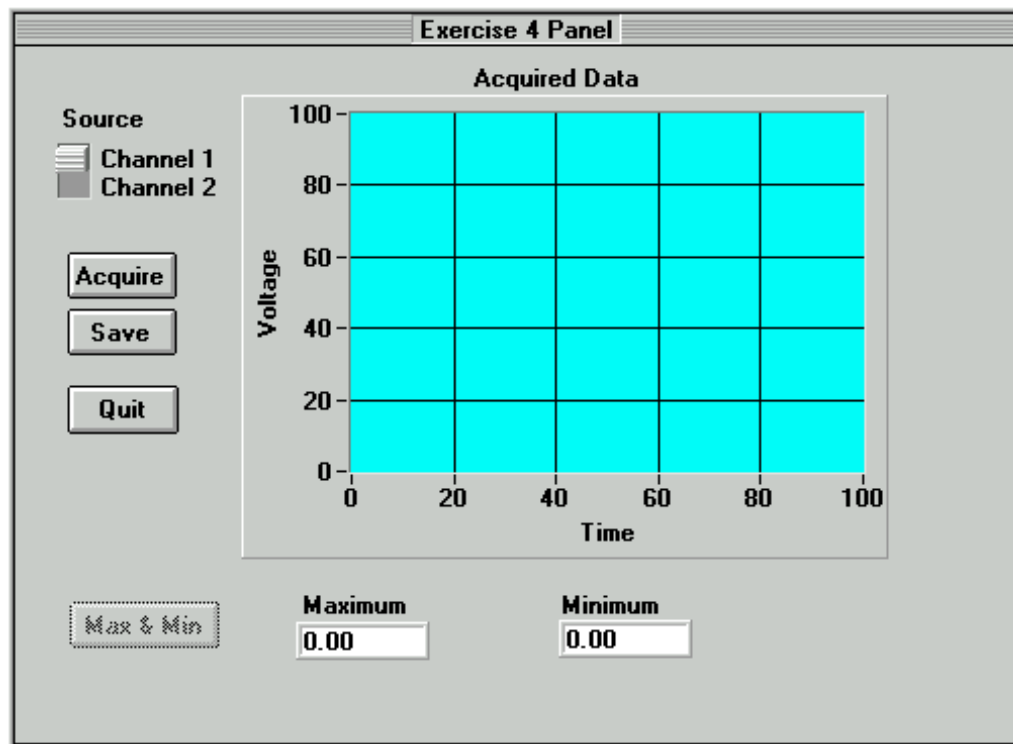 Exercise 4 Panel
Acquired Data
Source
Channel 1
Channel 2
Acquire
Save
Quit
Voltage
100
80
60
40
20
0
0 20 40 60 80 100
Time
Max & Min
Maximum
0.00
Minimum
0.00